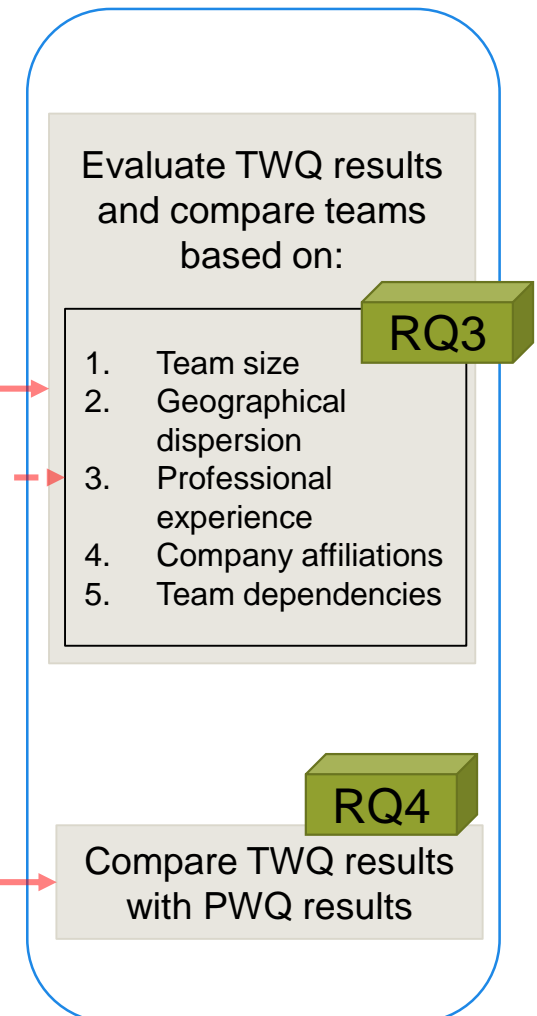 Evaluate TWQ results
and compare teams
based on:
RQ3
1. Team size
2. Geographical
dispersion
3. Professional
experience
4. Company affiliations
5. Team dependencies
RQ4
Compare TWQ results
with PWQ results